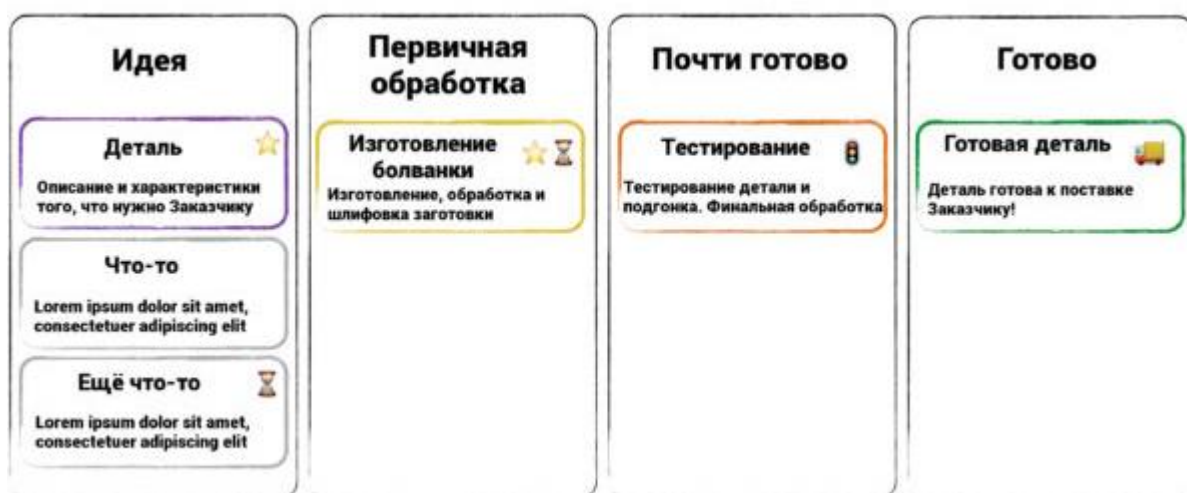 Идея
Деталь
Описание и характеристики
того, что нужно Заказчику
Что-то
Lorem ipsum dolor sit amet,
consectetuer adipiscing elit
Ещё что-то
Lorem ipsum dolor sit amet,
consectetuer adipiscing elit
Первичная
обработка
Изготовление
болванки
Изготовление, обработка и
шлифовка заготовки
Почти готово
Тестирование
Тестирование детали и
подгонка. Финальная обработка
Готово
Готовая деталь
Деталь готова к поставке
Заказчику!